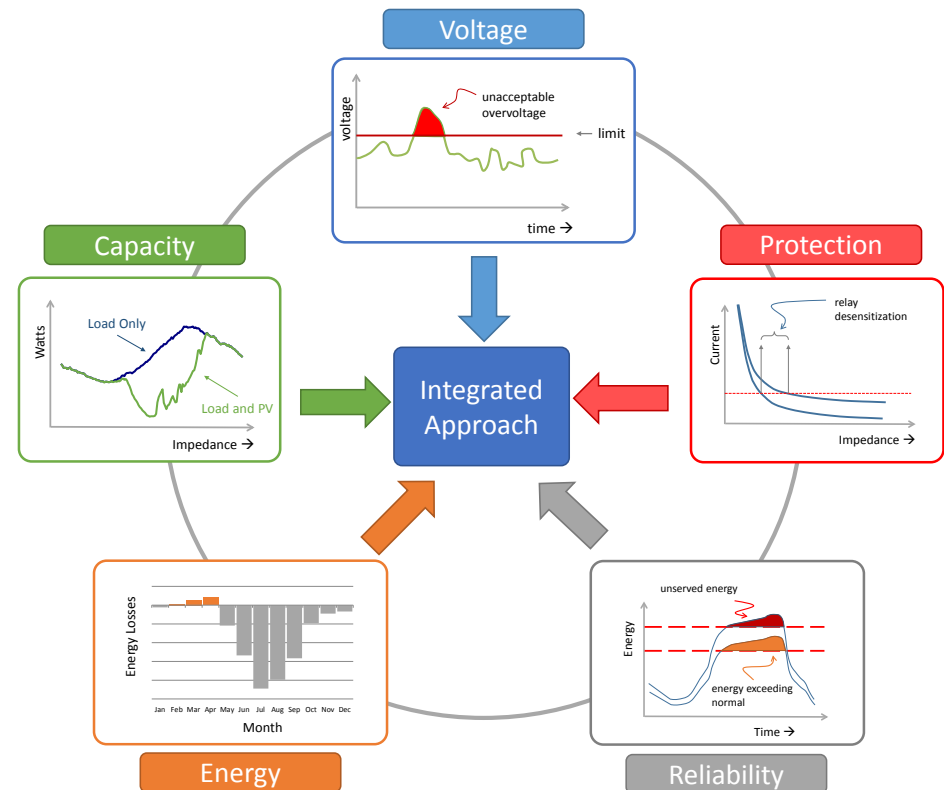 Voltage
voltage
unacceptable
overvoltage
← limit
time →
Capacity
Watts
Load Only
Load and PV
Impedance →
Protection
Current
relay
desensitization
Impedance →
Integrated
Approach
Energy Losses
Jan Feb Mar Apr May Jun Jul Aug Sep Oct Nov Dec
Month
Energy
unserved energy
Energy
energy exceeding
normal
Time →
Reliability